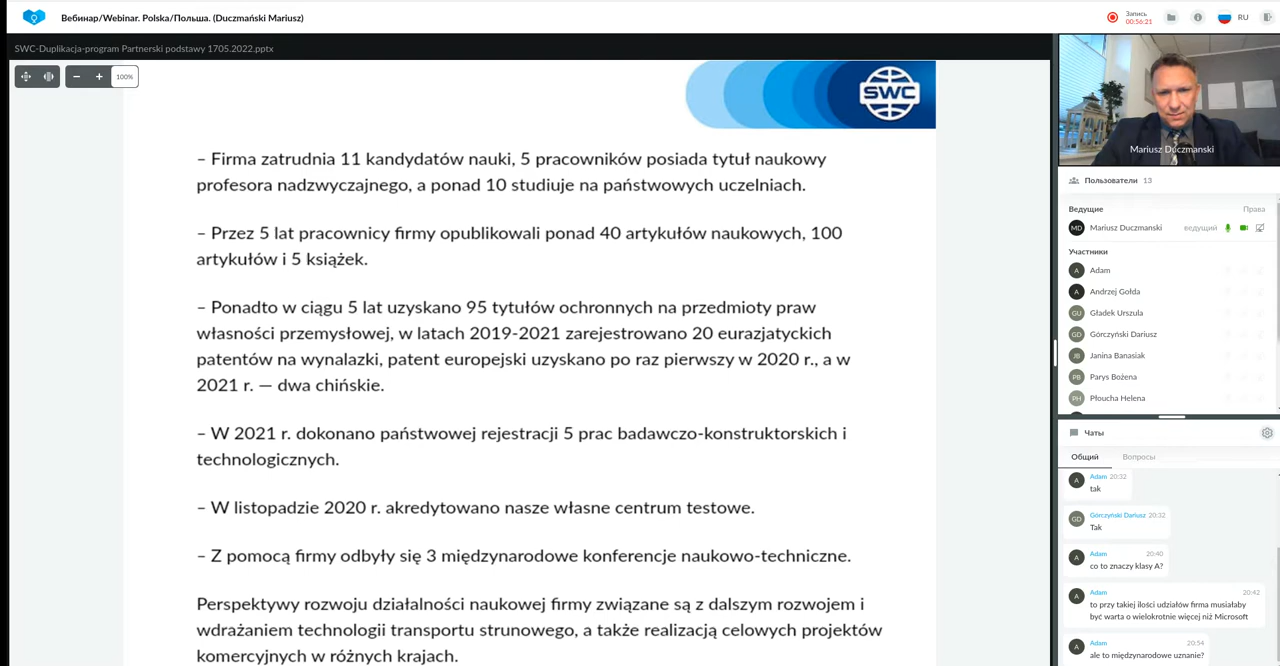 Вебинар/Webinar. Polska/Польша. (Duczmański Mariusz)
Запись
00:56:21
RU
SWC-Duplikacja-program Partnerski podstawy 1705.2022.pptx
100%
SWC
– Firma zatrudnia 11 kandydatów nauki, 5 pracowników posiada tytuł naukowy
profesora nadzwyczajnego, a ponad 10 studiuje na państwowych uczelniach.
– Przez 5 lat pracownicy firmy opublikowali ponad 40 artykułów naukowych, 100
artykułów i 5 książek.
– Ponadto w ciągu 5 lat uzyskano 95 tytułów ochronnych na przedmioty praw
własności przemysłowej, w latach 2019-2021 zarejestrowano 20 eurazjatyckich
patentów na wynalazki, patent europejski uzyskano po raz pierwszy w 2020 r., a w
2021 r. — dwa chińskie.
– W 2021 r. dokonano państwowej rejestracji 5 prac badawczo-konstruktorskich i
technologicznych.
– W listopadzie 2020 r. akredytowano nasze własne centrum testowe.
– Z pomocą firmy odbyły się 3 międzynarodowe konferencje naukowo-techniczne.
Perspektywy rozwoju działalności naukowej firmy związane są z dalszym rozwojem i
wdrażaniem technologii transportu strunowego, a także realizacją celowych projektów
komercyjnych w różnych krajach.
Mariusz Duczmanski
Пользователи 13
Ведущие Права
MD Mariusz Duczmanski ведущий
Участники
A Adam
A Andrzej Gołda
GU Gładek Urszula
GD Górczyński Dariusz
JB Janina Banasiak
PB Parys Bożena
PH Płoucha Helena
Чаты
Общий Вопросы
A Adam 20:32
tak
GD Górczyński Dariusz 20:32
Tak
A Adam 20:40
co to znaczy klasy A?
A Adam 20:42
to przy takiej ilości udziałów firma musiałaby
być warta o wielokrotnie więcej niż Microsoft
A Adam 20:54
ale to międzynarodowe uznanie?